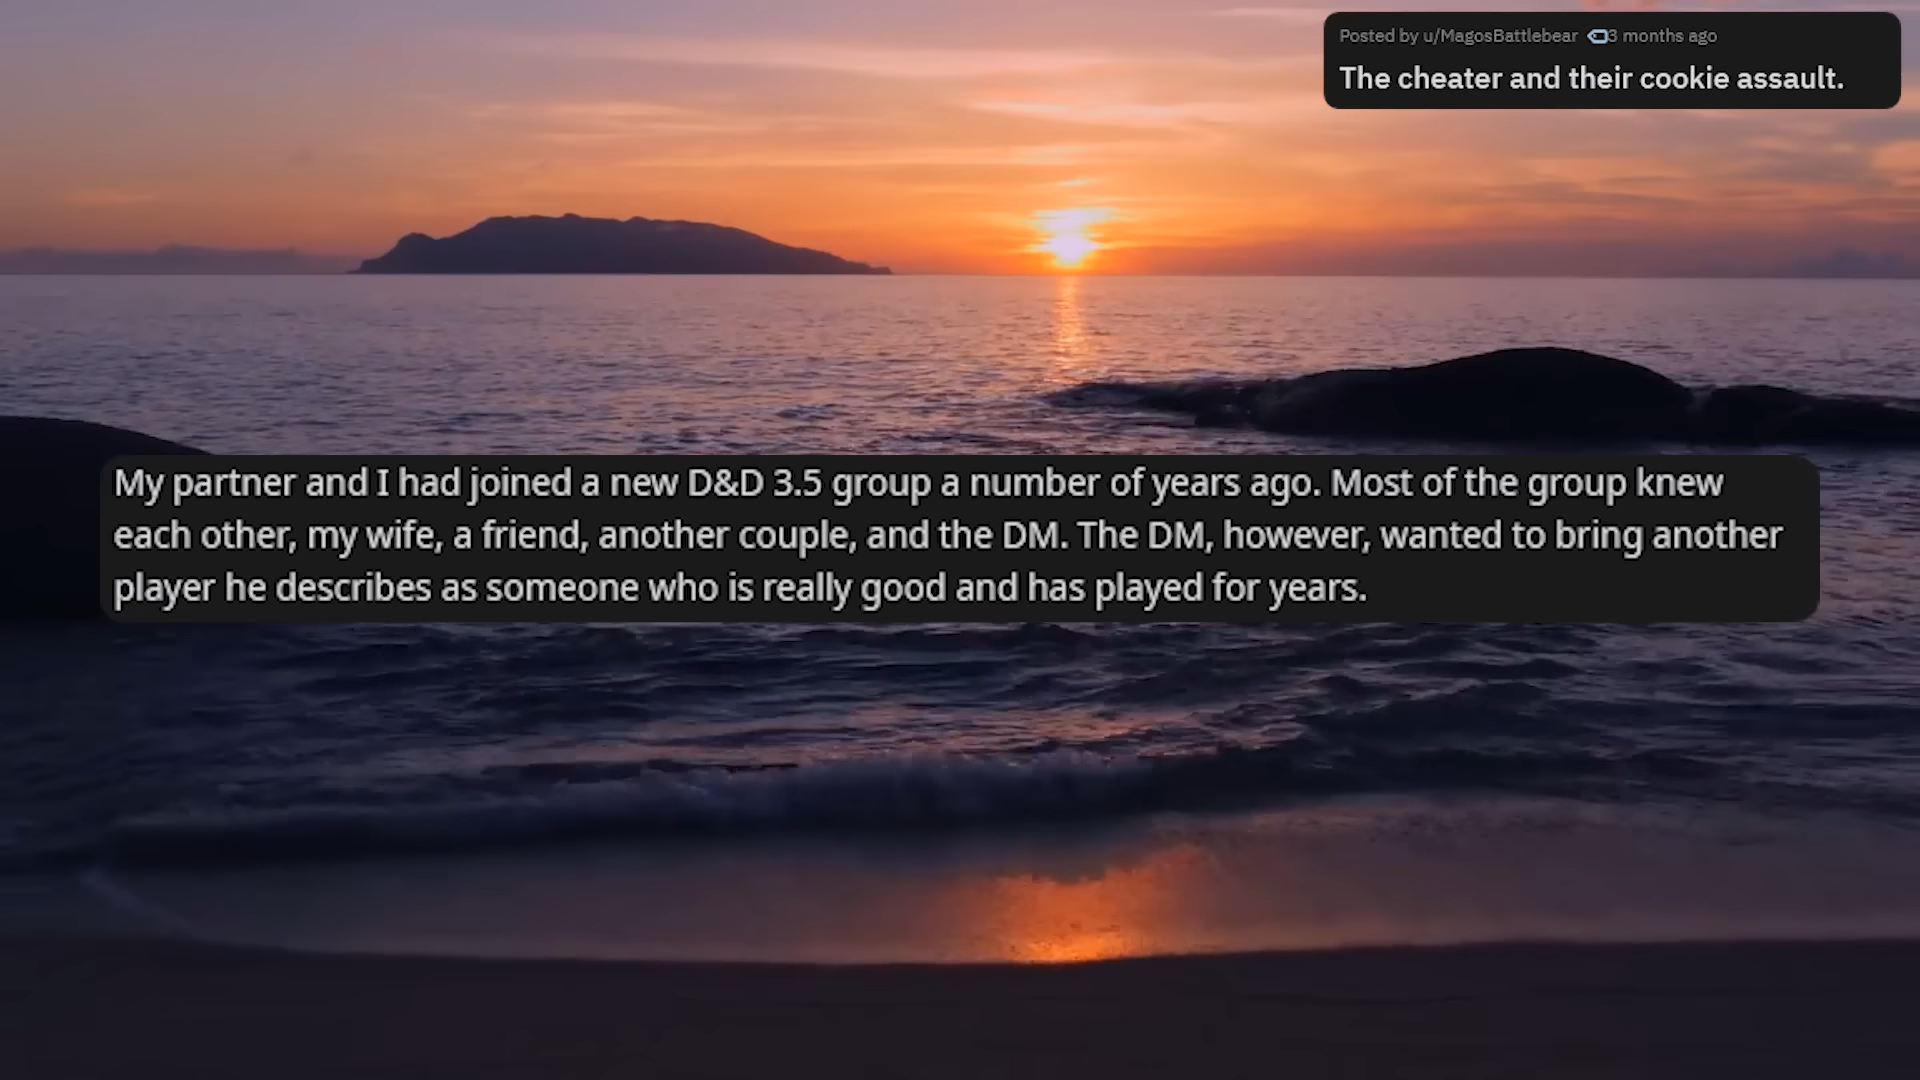 Posted by u/MagosBattlebear 3 months ago
The cheater and their cookie assault.
My partner and I had joined a new D&D 3.5 group a number of years ago. Most of the group knew
each other, my wife, a friend, another couple, and the DM. The DM, however, wanted to bring another
player he describes as someone who is really good and has played for years.